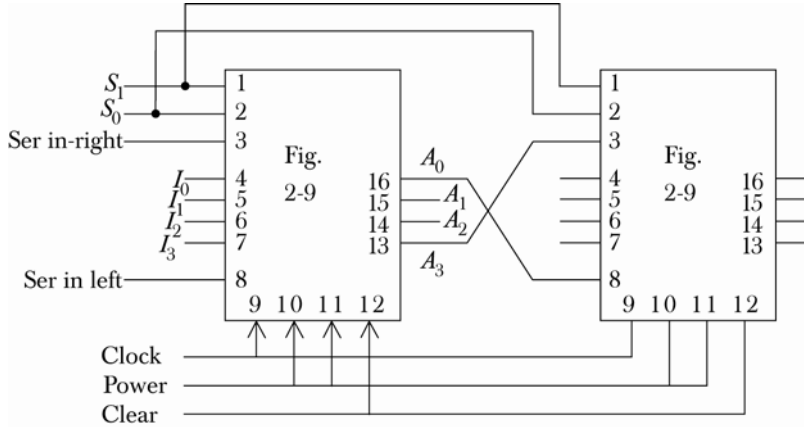 S1
S0
Ser in-right
I0
I1
I2
I3
Ser in left
1
2
3
4
5
6
7
8
Fig.
2-9
16
15
14
13
9 10 11 12
A0
A1
A2
A3
1
2
3
4
5
6
7
8
Fig.
2-9
16
15
14
13
9 10 11 12
Clock
Power
Clear